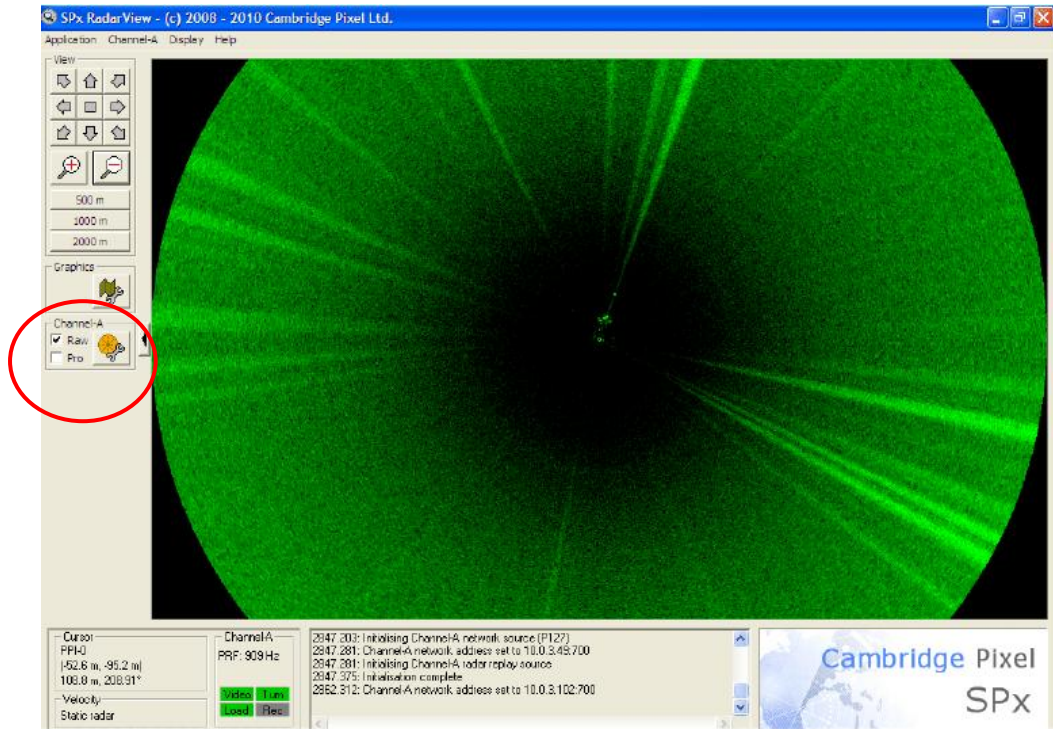 SPx RadarView - (c) 2008 - 2010 Cambridge Pixel Ltd.
Application Channel-A Display Help
View
500 m
1000 m
2000 m
Graphics
Channel-A
Raw
Pro
Cursor
PPI-0
(-52.6 m, -95.2 m)
108.8 m, 208.91°
Velocity
Static radar
Channel-A
PRF: 909 Hz
Video Turn
Load Rec
2847.203: Initialising Channel-A network source (P127)
2847.281: Channel-A network address set to 10.0.3.49:700
2847.281: Initialising Channel-A radar replay source
2847.375: Initialisation complete
2862.312: Channel-A network address set to 10.0.3.102:700
Cambridge Pixel
SPx